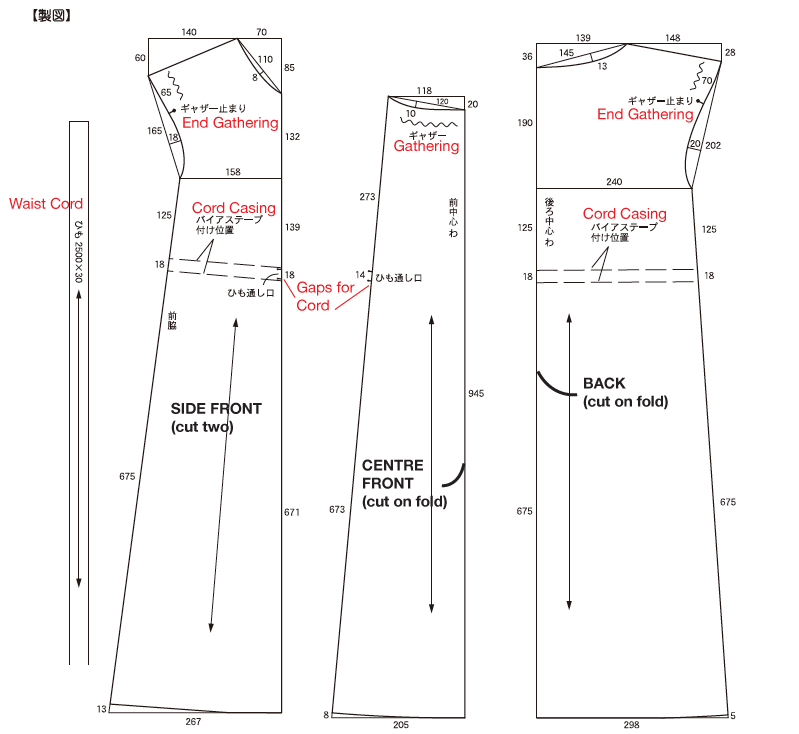 【製図】
140
70
60
110
85
8
65
ギャザー止まり
End Gathering
165
18
132
158
Waist Cord
ひも 2500×30
125
Cord Casing
バイアステープ
付け位置
139
18
18
ひも通し口
Gaps for
Cord
前脇
SIDE FRONT
(cut two)
675
671
13
267
118
120
20
10
ギャザー
Gathering
273
前中心わ
14
ひも通し口
945
CENTRE
FRONT
(cut on fold)
673
8
205
139
148
36
145
13
28
70
ギャザー止まり
End Gathering
190
20
202
240
後ろ中心わ
Cord Casing
バイアステープ
付け位置
125
125
18
18
BACK
(cut on fold)
675
675
298
5